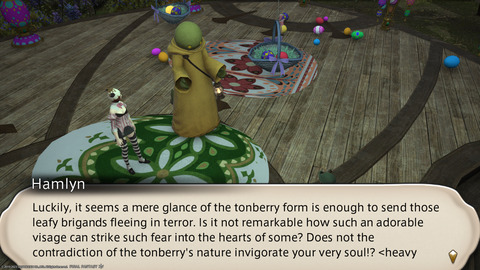 Hamlyn
Luckily, it seems a mere glance of the tonberry form is enough to send those
leafy brigands fleeing in terror. Is it not remarkable how such an adorable
visage can strike such fear into the hearts of some? Does not the
contradiction of the tonberry's nature invigorate your very soul!? <heavy